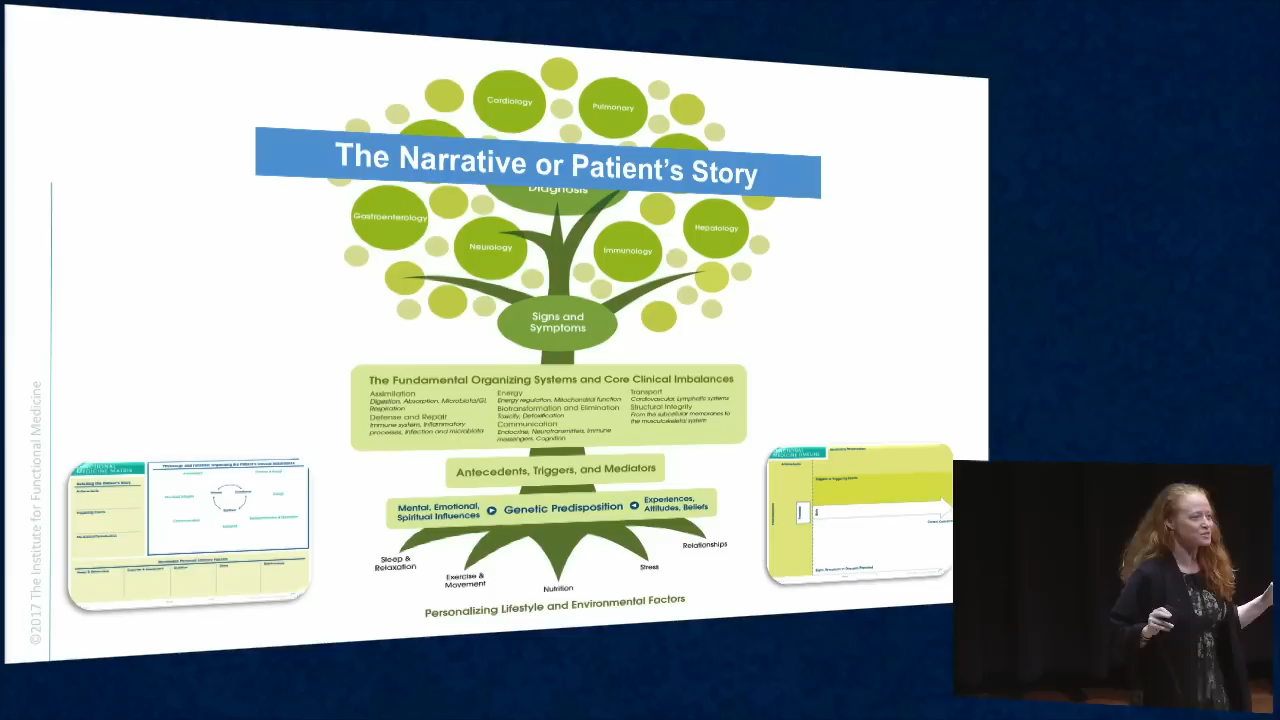 Cardiology
Pulmonary
The Narrative or Patient's Story
Diagnosis
Gastroenterology
Hepatology
Neurology
Immunology
Signs and
Symptoms
The Fundamental Organizing Systems and Core Clinical Imbalances
Assimilation
Digestion, Absorption, Microbiota/GI,
Respiration
Defense and Repair
Immune system, Inflammatory
processes, Infection and microbiota
Energy
Energy regulation, Mitochondrial function
Biotransformation and Elimination
Toxicity, Detoxification
Communication
Endocrine, Neurotransmitters, Immune
messengers, Cognition
Transport
Cardiovascular, Lymphatic systems
Structural Integrity
From the subcellular membranes to
the musculoskeletal system
Antecedents, Triggers, and Mediators
Mental, Emotional,
Spiritual Influences
Genetic Predisposition
Experiences,
Attitudes, Beliefs
Sleep &
Relaxation
Exercise &
Movement
Nutrition
Stress
Relationships
Personalizing Lifestyle and Environmental Factors
©2017 The Institute for Functional Medicine